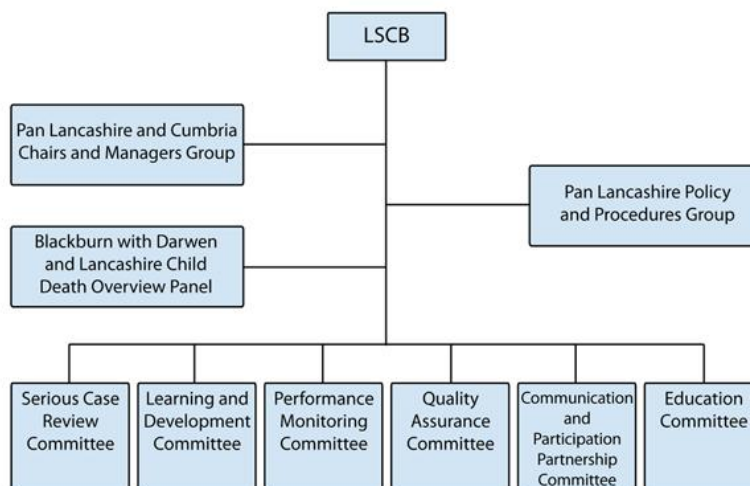 LSCB
Pan Lancashire and Cumbria
Chairs and Managers Group
Pan Lancashire Policy
and Procedures Group
Blackburn with Darwen
and Lancashire Child
Death Overview Panel
Serious Case
Review
Committee
Learning and
Development
Committee
Performance
Monitoring
Committee
Quality
Assurance
Committee
Communication
and
Participation
Partnership
Committee
Education
Committee